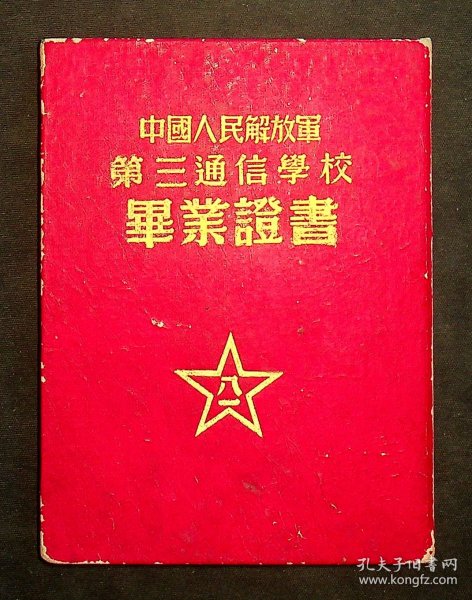 中國人民解放軍
第三通信學校
畢業證書
八一
孔夫子旧书网
www.kongfz.com